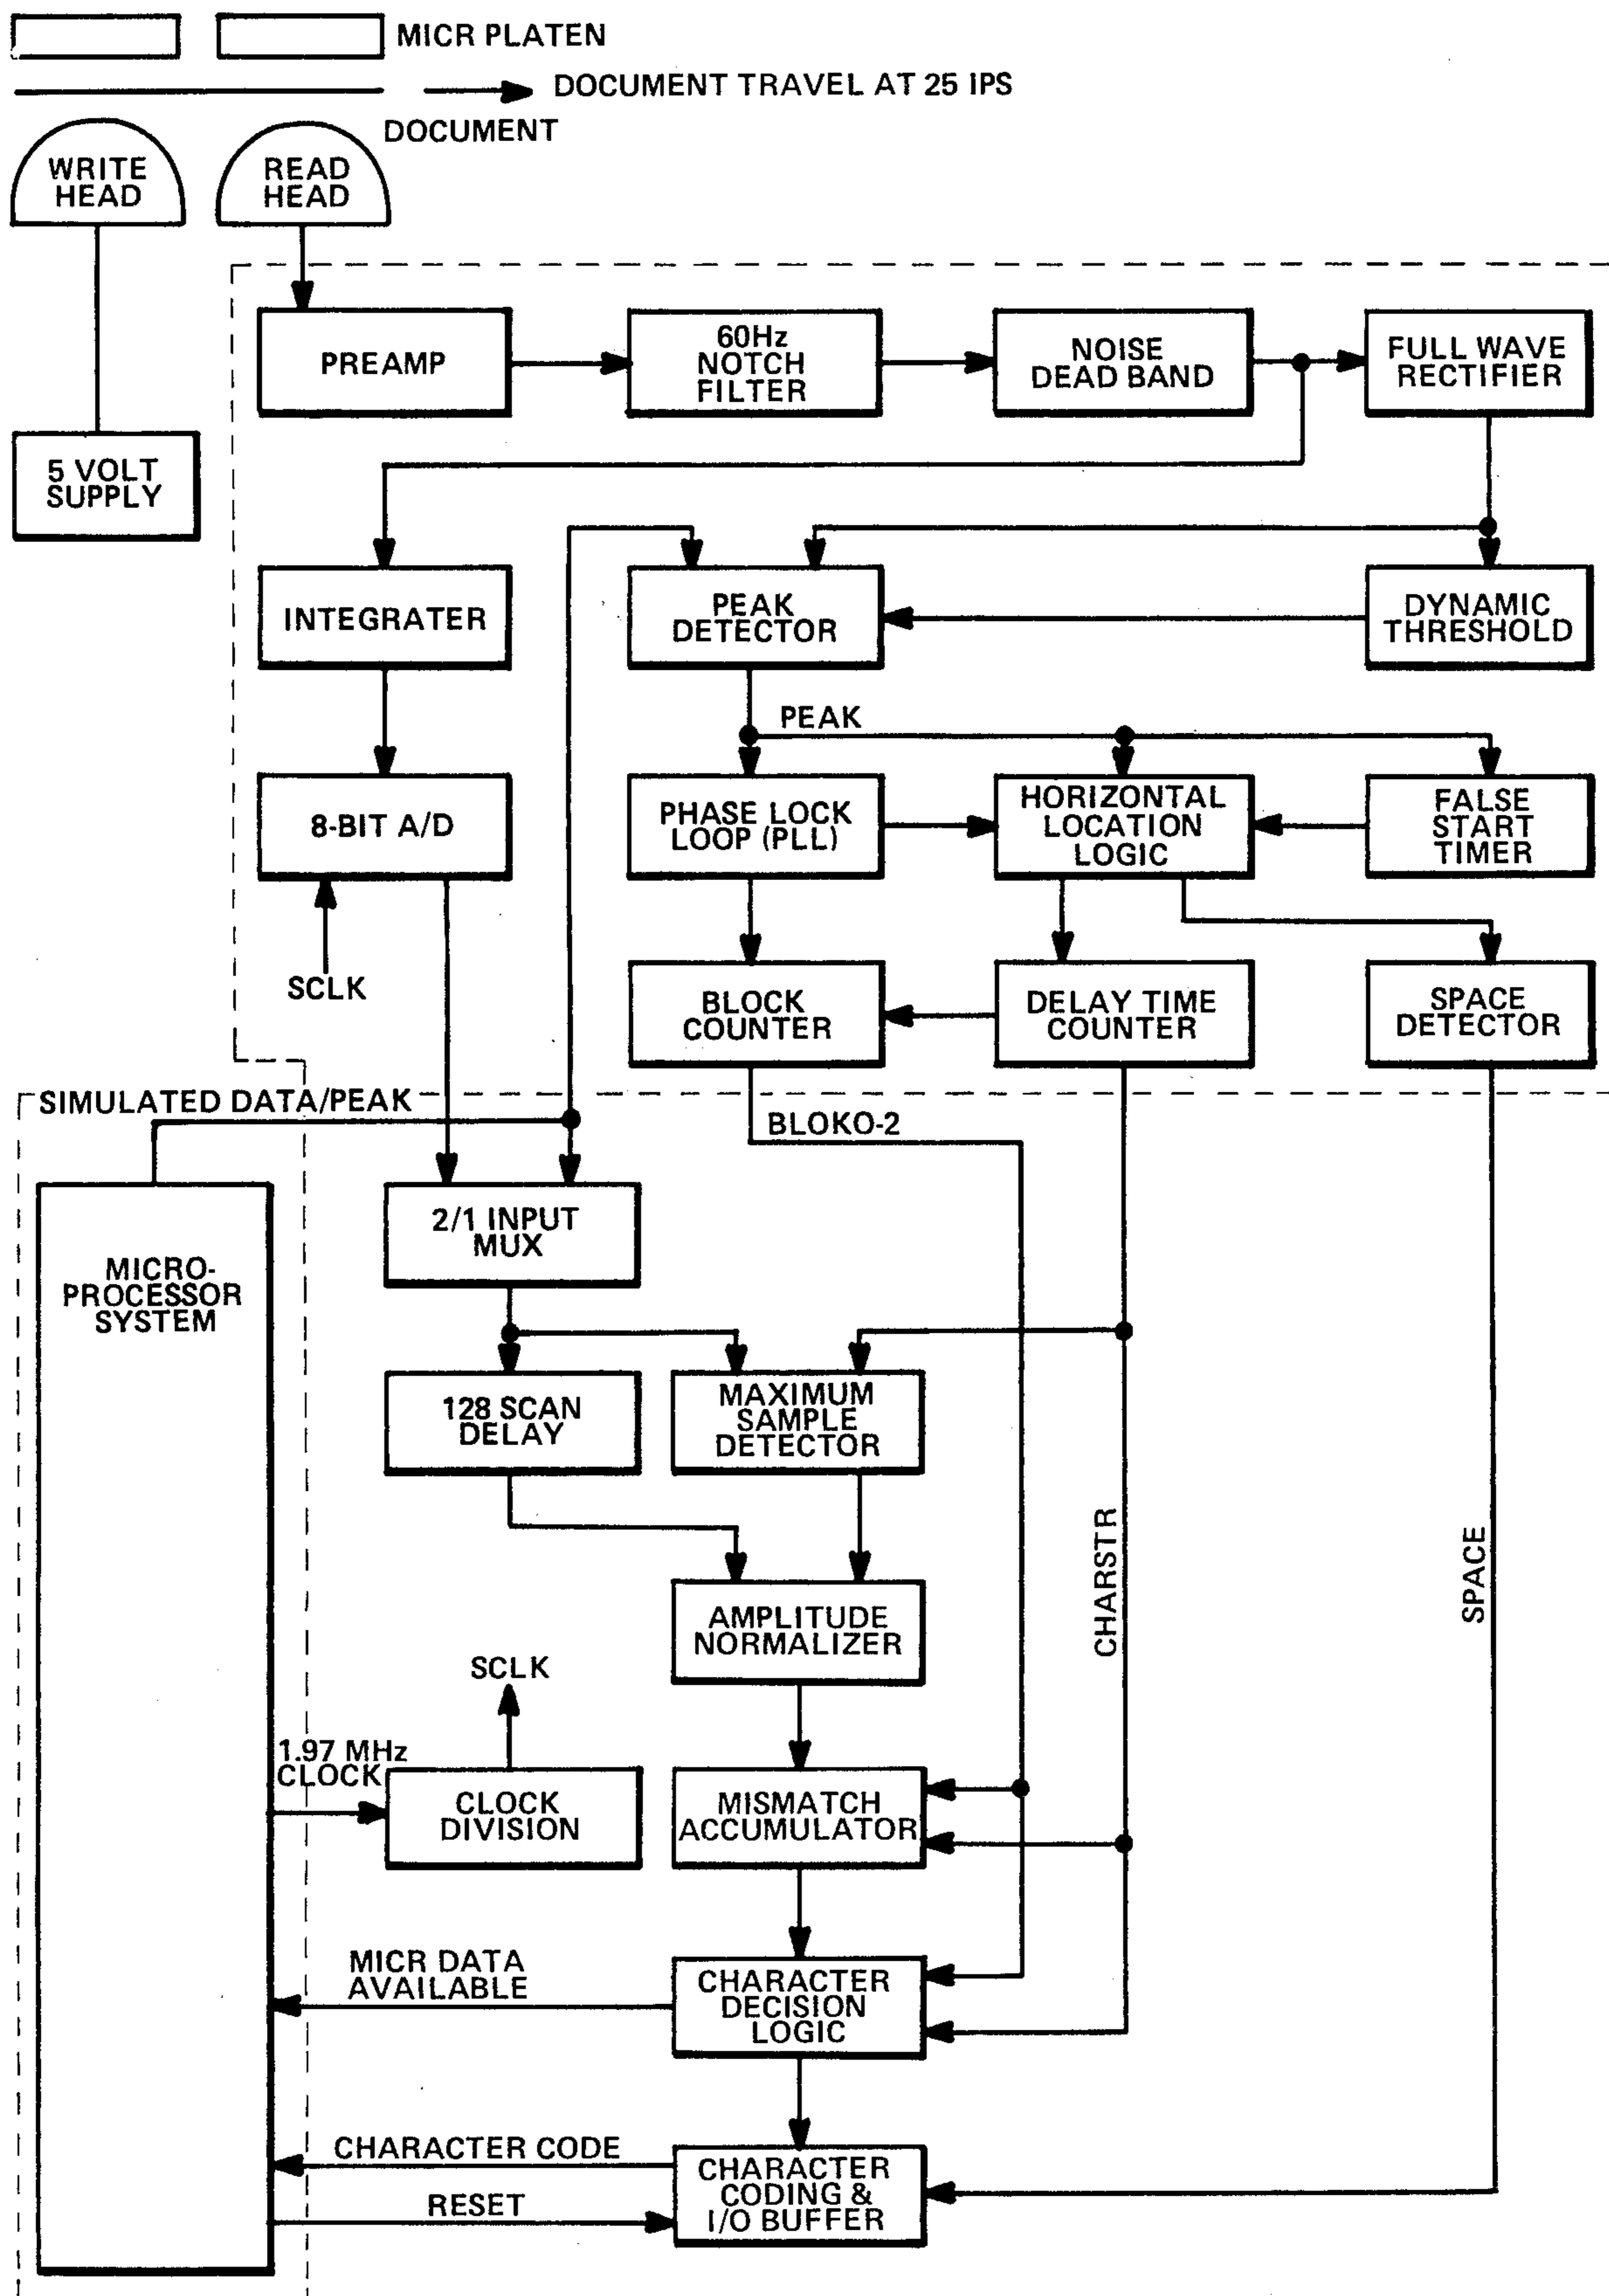 MICR PLATEN
DOCUMENT TRAVEL AT 25 IPS
DOCUMENT
WRITE
HEAD
READ
HEAD
5 VOLT
SUPPLY
PREAMP
60Hz
NOTCH
FILTER
NOISE
DEAD BAND
FULL WAVE
RECTIFIER
INTEGRATER
PEAK
DETECTOR
DYNAMIC
THRESHOLD
PEAK
8-BIT A/D
PHASE LOCK
LOOP (PLL)
HORIZONTAL
LOCATION
LOGIC
FALSE
START
TIMER
SCLK
BLOCK
COUNTER
DELAY TIME
COUNTER
SPACE
DETECTOR
SIMULATED DATA/PEAK
BLOKO-2
MICRO-
PROCESSOR
SYSTEM
2/1 INPUT
MUX
128 SCAN
DELAY
MAXIMUM
SAMPLE
DETECTOR
CHARSTR
SPACE
AMPLITUDE
NORMALIZER
SCLK
1.97 MHz
CLOCK
CLOCK
DIVISION
MISMATCH
ACCUMULATOR
MICR DATA
AVAILABLE
CHARACTER
DECISION
LOGIC
CHARACTER CODE
RESET
CHARACTER
CODING &
I/O BUFFER